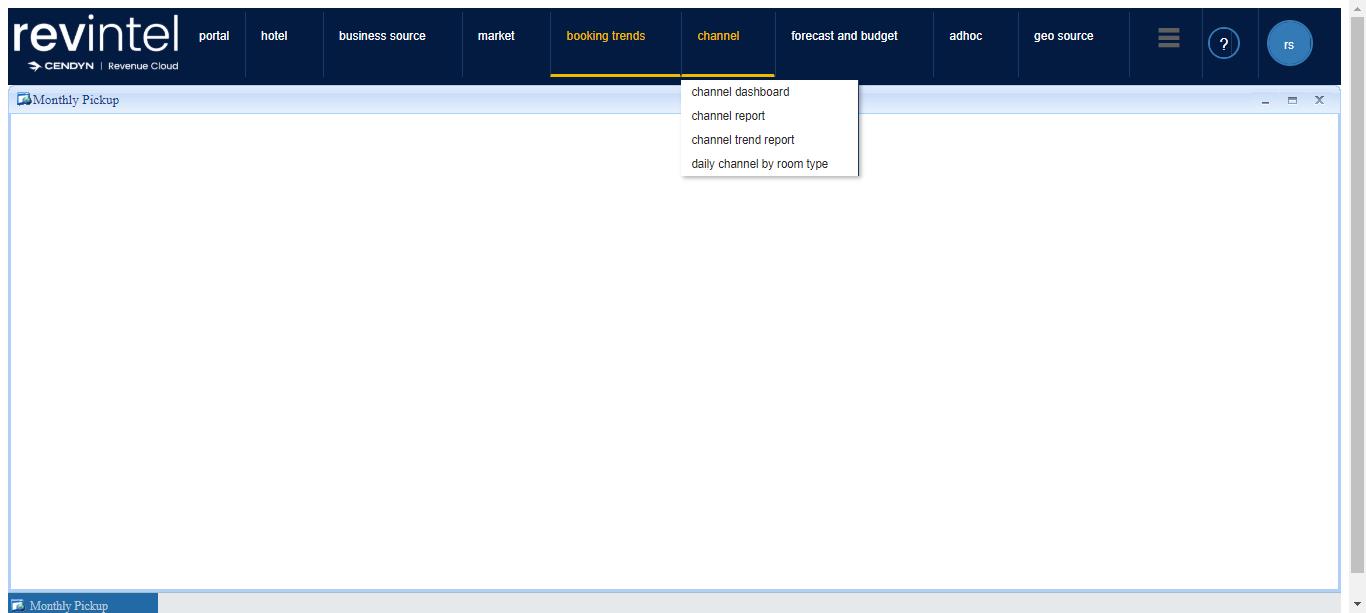 revintel
CENDYN | Revenue Cloud
portal hotel business source market booking trends channel forecast and budget adhoc geo source ? rs
Monthly Pickup
channel dashboard
channel report
channel trend report
daily channel by room type
Monthly Pickup